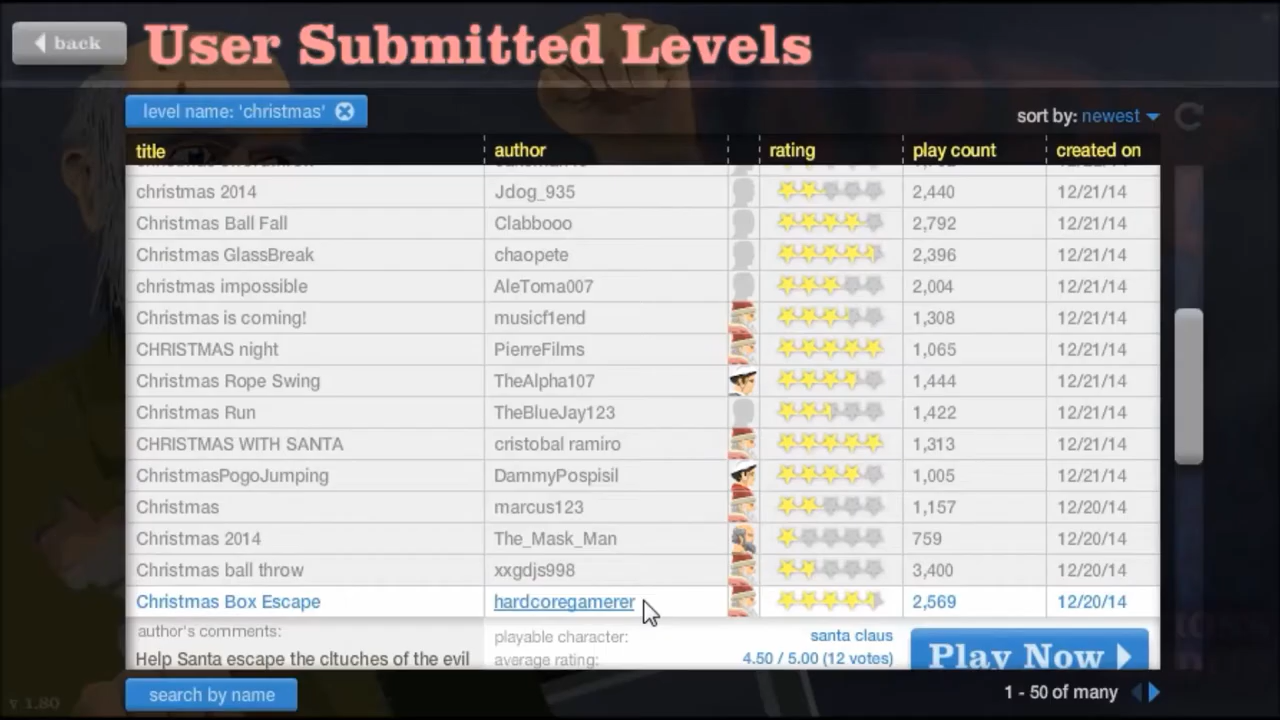 back
User Submitted Levels
level name: 'christmas'
sort by: newest
title author rating play count created on
christmas 2014 Jdog_935 2,440 12/21/14
Christmas Ball Fall Clabbooo 2,792 12/21/14
Christmas GlassBreak chaopete 2,396 12/21/14
christmas impossible AleToma007 2,004 12/21/14
Christmas is coming! musicf1end 1,308 12/21/14
CHRISTMAS night PierreFilms 1,065 12/21/14
Christmas Rope Swing TheAlpha107 1,444 12/21/14
Christmas Run TheBlueJay123 1,422 12/21/14
CHRISTMAS WITH SANTA cristobal ramiro 1,313 12/21/14
ChristmasPogoJumping DammyPospisil 1,005 12/21/14
Christmas marcus123 1,157 12/20/14
Christmas 2014 The_Mask_Man 759 12/20/14
Christmas ball throw xxgdjs998 3,400 12/20/14
Christmas Box Escape hardcoregamerer 2,569 12/20/14
author's comments: playable character: santa claus
Help Santa escape the cltuches of the evil average rating: 4.50 / 5.00 (12 votes) Play Now
search by name 1 - 50 of many
v 1.80